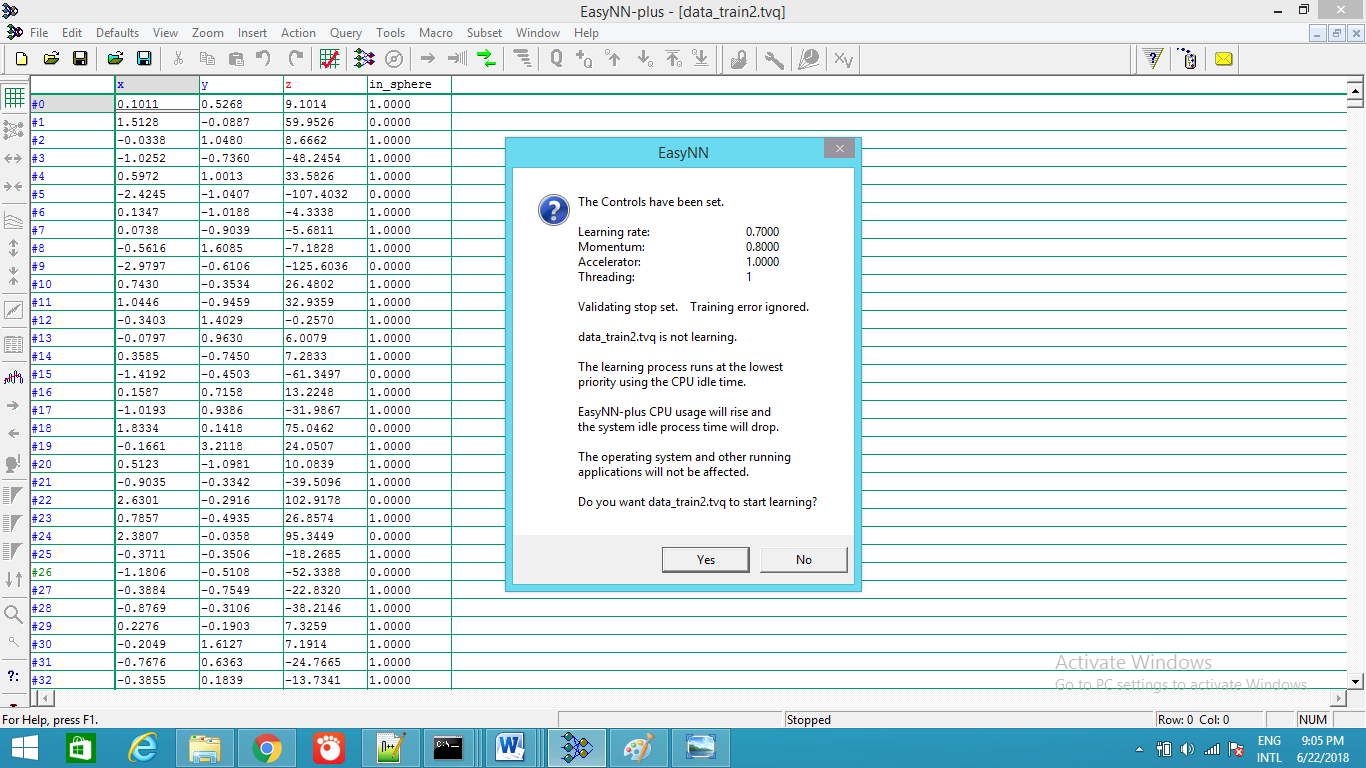 EasyNN-plus - [data_train2.tvq]
File Edit Defaults View Zoom Insert Action Query Tools Macro Subset Window Help
x y z in_sphere
#0 0.1011 0.5268 9.1014 1.0000
#1 1.5128 -0.0887 59.9526 0.0000
#2 -0.0338 1.0480 8.6662 1.0000
#3 -1.0252 -0.7360 -48.2454 1.0000
#4 0.5972 1.0013 33.5826 1.0000
#5 -2.4245 -1.0407 -107.4032 0.0000
#6 0.1347 -1.0188 -4.3338 1.0000
#7 0.0738 -0.9039 -5.6811 1.0000
#8 -0.5616 1.6085 -7.1828 1.0000
#9 -2.9797 -0.6106 -125.6036 0.0000
#10 0.7430 -0.3534 26.4802 1.0000
#11 1.0446 -0.9459 32.9359 1.0000
#12 -0.3403 1.4029 -0.2570 1.0000
#13 -0.0797 0.9630 6.0079 1.0000
#14 0.3585 -0.7450 7.2833 1.0000
#15 -1.4192 -0.4503 -61.3497 0.0000
#16 0.1587 0.7158 13.2248 1.0000
#17 -1.0193 0.9386 -31.9867 1.0000
#18 1.8334 0.1418 75.0462 0.0000
#19 -0.1661 3.2118 24.0507 1.0000
#20 0.5123 -1.0981 10.0839 1.0000
#21 -0.9035 -0.3342 -39.5096 1.0000
#22 2.6301 -0.2916 102.9178 0.0000
#23 0.7857 -0.4935 26.8574 1.0000
#24 2.3807 -0.0358 95.3449 0.0000
#25 -0.3711 -0.3506 -18.2685 1.0000
#26 -1.1806 -0.5108 -52.3388 0.0000
#27 -0.3884 -0.7549 -22.8320 1.0000
#28 -0.8769 -0.3106 -38.2146 1.0000
#29 0.2276 -0.1903 7.3259 1.0000
#30 -0.2049 1.6127 7.1914 1.0000
#31 -0.7676 0.6363 -24.7665 1.0000
#32 -0.3855 0.1839 -13.7341 1.0000
EasyNN
The Controls have been set.
Learning rate: 0.7000
Momentum: 0.8000
Accelerator: 1.0000
Threading: 1
Validating stop set. Training error ignored.
data_train2.tvq is not learning.
The learning process runs at the lowest
priority using the CPU idle time.
EasyNN-plus CPU usage will rise and
the system idle process time will drop.
The operating system and other running
applications will not be affected.
Do you want data_train2.tvq to start learning?
Yes No
Activate Windows
Go to PC settings to activate Windows.
For Help, press F1. Stopped Row: 0 Col: 0 NUM
ENG 9:05 PM
INTL 6/22/2018